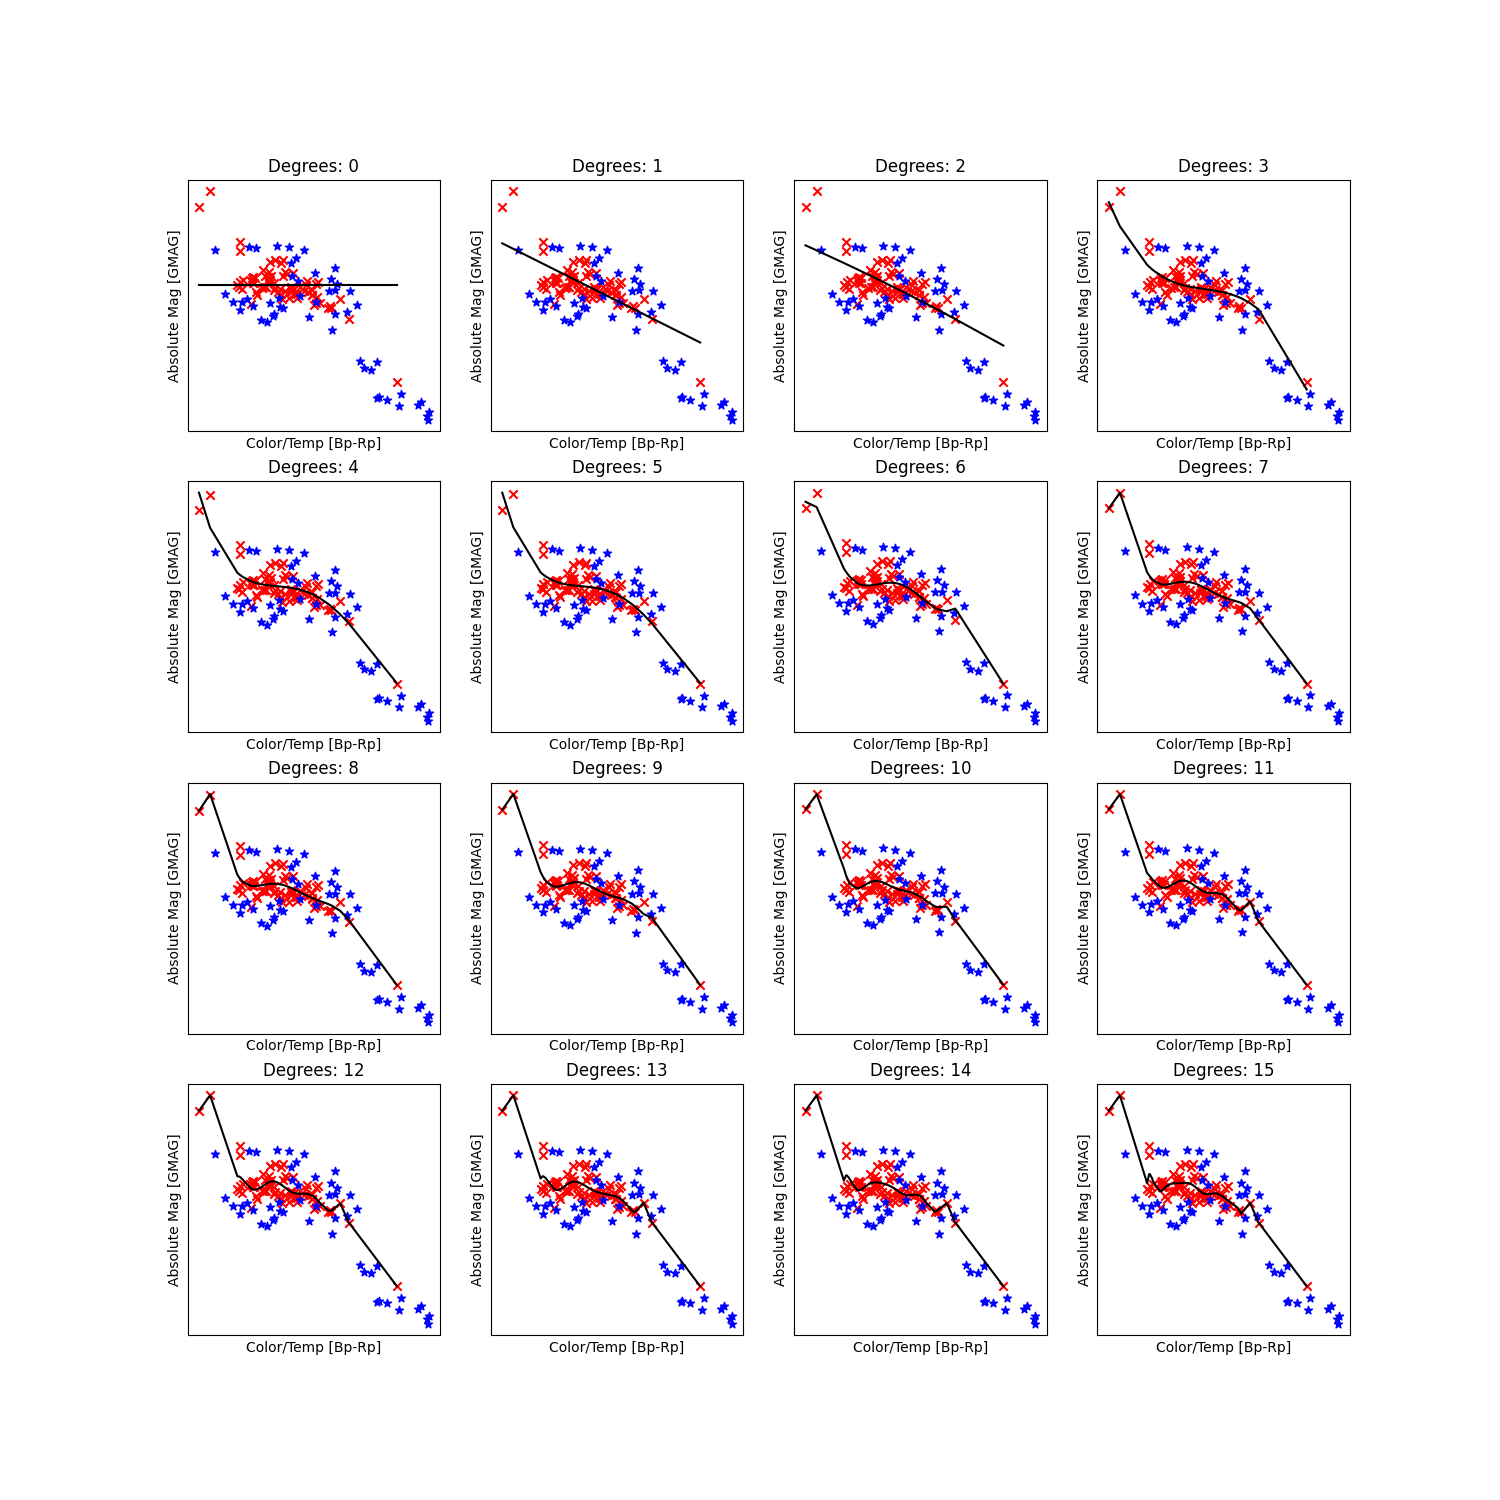 Degrees: 0
Degrees: 1
Degrees: 2
Degrees: 3
Absolute Mag [GMAG]
Absolute Mag [GMAG]
Absolute Mag [GMAG]
Absolute Mag [GMAG]
Color/Temp [Bp-Rp]
Color/Temp [Bp-Rp]
Color/Temp [Bp-Rp]
Color/Temp [Bp-Rp]
Degrees: 4
Degrees: 5
Degrees: 6
Degrees: 7
Absolute Mag [GMAG]
Absolute Mag [GMAG]
Absolute Mag [GMAG]
Absolute Mag [GMAG]
Color/Temp [Bp-Rp]
Color/Temp [Bp-Rp]
Color/Temp [Bp-Rp]
Color/Temp [Bp-Rp]
Degrees: 8
Degrees: 9
Degrees: 10
Degrees: 11
Absolute Mag [GMAG]
Absolute Mag [GMAG]
Absolute Mag [GMAG]
Absolute Mag [GMAG]
Color/Temp [Bp-Rp]
Color/Temp [Bp-Rp]
Color/Temp [Bp-Rp]
Color/Temp [Bp-Rp]
Degrees: 12
Degrees: 13
Degrees: 14
Degrees: 15
Absolute Mag [GMAG]
Absolute Mag [GMAG]
Absolute Mag [GMAG]
Absolute Mag [GMAG]
Color/Temp [Bp-Rp]
Color/Temp [Bp-Rp]
Color/Temp [Bp-Rp]
Color/Temp [Bp-Rp]